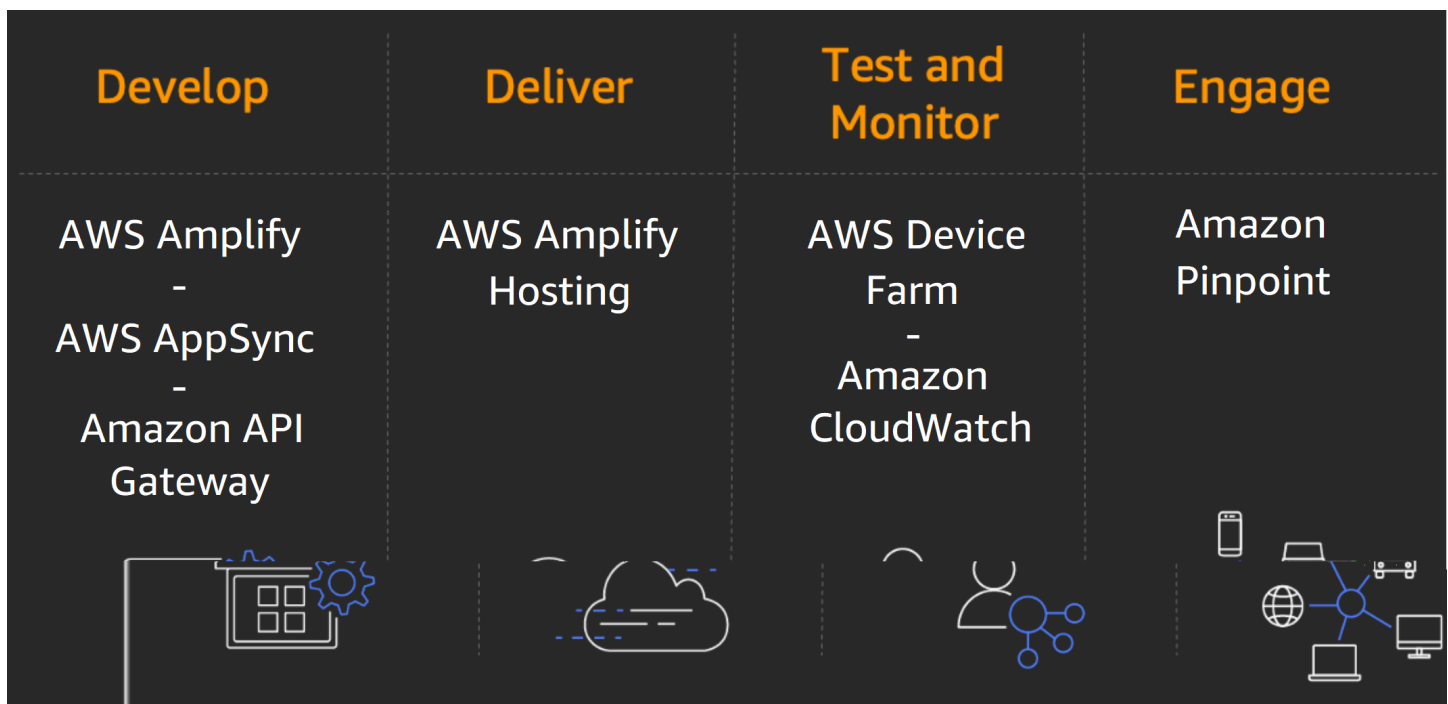 Develop
AWS Amplify
-
AWS AppSync
-
Amazon API
Gateway
Deliver
AWS Amplify
Hosting
Test and
Monitor
AWS Device
Farm
-
Amazon
CloudWatch
Engage
Amazon
Pinpoint